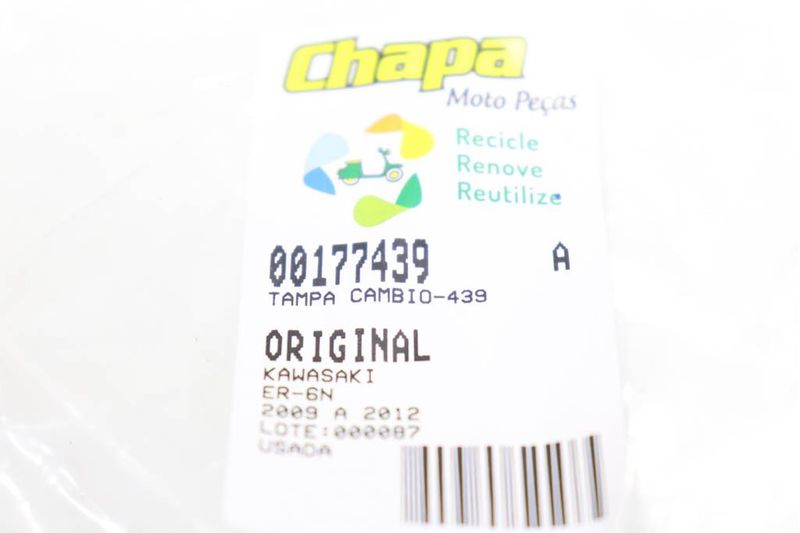 Chapa
Moto Peças
Recicle
Renove
Reutilize
00177439 A
TAMPA CAMBIO-439
ORIGINAL
KAWASAKI
ER-6N
2009 A 2012
LOTE:000087
USADA